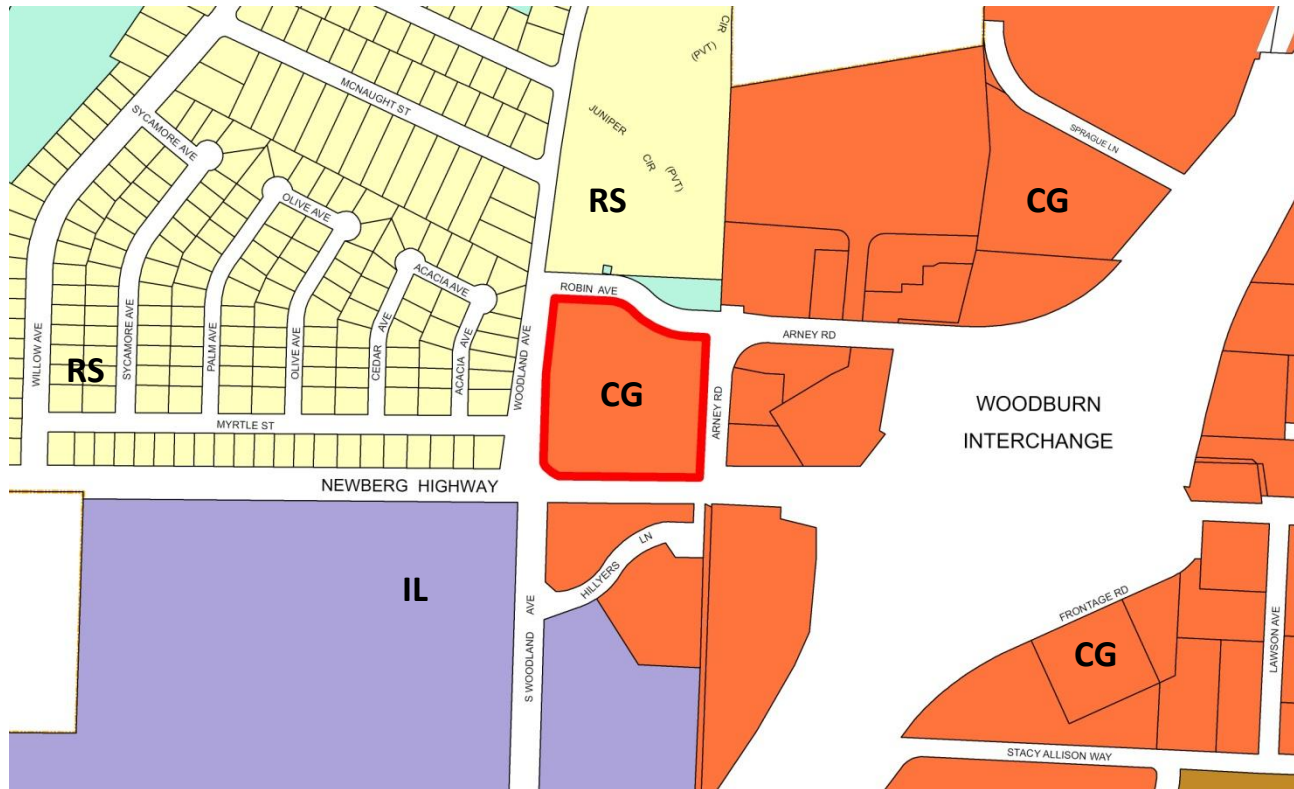 CIR
(PVT)
MCNAUGHT ST
JUNIPER
CIR
(PVT)
SYCAMORE AVE
SPRAGUE LN
RS
CG
OLIVE AVE
ACACIA AVE
ROBIN AVE
ARNEY RD
WILLOW AVE
RS
SYCAMORE AVE
PALM AVE
OLIVE AVE
CEDAR AVE
ACACIA AVE
WOODLAND AVE
CG
ARNEY RD
WOODBURN
INTERCHANGE
MYRTLE ST
NEWBERG HIGHWAY
IL
S WOODLAND AVE
HILLYERS LN
FRONTAGE RD
CG
LAWSON AVE
STACY ALLISON WAY